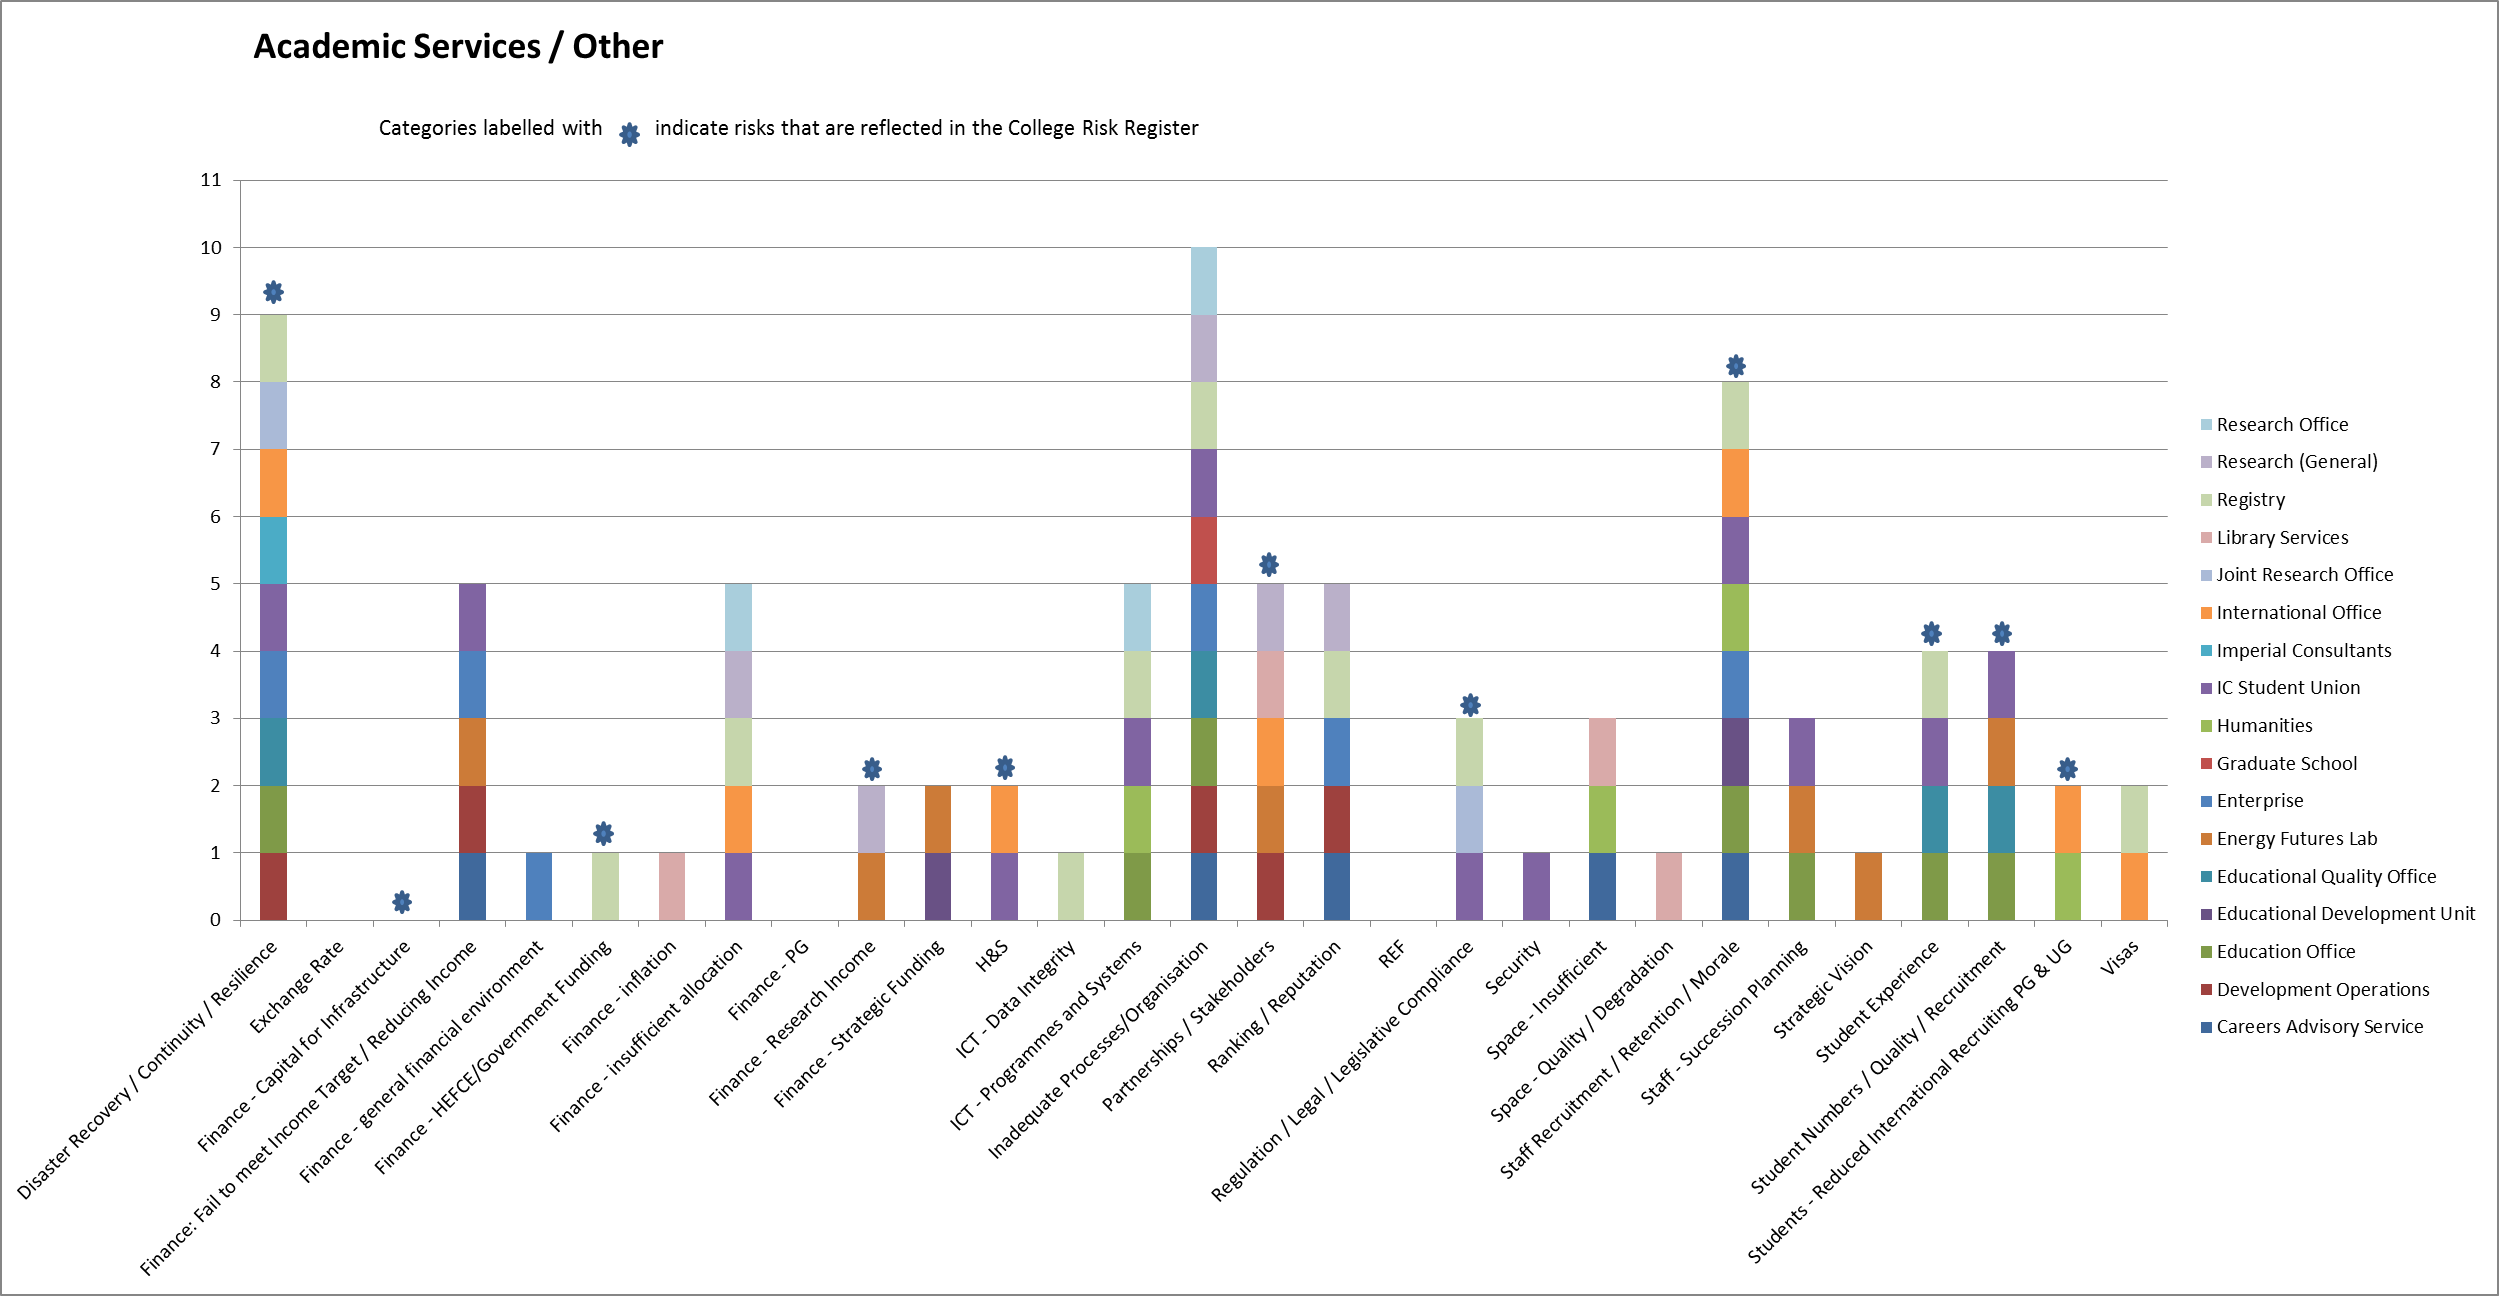 Academic Services / Other
Categories labelled with indicate risks that are reflected in the College Risk Register
11
10
9
8
7
6
5
4
3
2
1
0
Disaster Recovery / Continuity / Resilience
Exchange Rate
Finance - Capital for Infrastructure
Finance: Fail to meet Income Target / Reducing Income
Finance - general financial environment
Finance - HEFCE/Government Funding
Finance - inflation
Finance - insufficient allocation
Finance - PG
Finance - Research Income
Finance - Strategic Funding
H&S
ICT - Data Integrity
ICT - Programmes and Systems
Inadequate Processes/Organisation
Partnerships / Stakeholders
Ranking / Reputation
REF
Regulation / Legal / Legislative Compliance
Security
Space - Insufficient
Space - Quality / Degradation
Staff Recruitment / Retention / Morale
Staff - Succession Planning
Strategic Vision
Student Experience
Student Numbers / Quality / Recruitment
Students - Reduced International Recruiting PG & UG
Visas
Research Office
Research (General)
Registry
Library Services
Joint Research Office
International Office
Imperial Consultants
IC Student Union
Humanities
Graduate School
Enterprise
Energy Futures Lab
Educational Quality Office
Educational Development Unit
Education Office
Development Operations
Careers Advisory Service